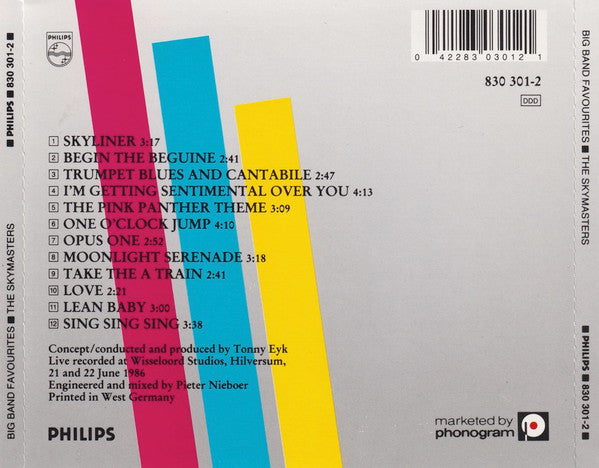 BIG BAND FAVOURITES ■ THE SKYMASTERS
■ PHILIPS ■ 830 301-2
PHILIPS
0 42283 03012 1
830 301-2
DDD
1 SKYLINER 3:17
2 BEGIN THE BEGUINE 2:41
3 TRUMPET BLUES AND CANTABILE 2:47
4 I'M GETTING SENTIMENTAL OVER YOU 4:13
5 THE PINK PANTHER THEME 3:09
6 ONE O'CLOCK JUMP 4:10
7 OPUS ONE 2:52
8 MOONLIGHT SERENADE 3:18
9 TAKE THE A TRAIN 2:41
10 LOVE 2:21
11 LEAN BABY 3:00
12 SING SING SING 3:38
Concept/conducted and produced by Tonny Eyk
Live recorded at Wisseloord Studios, Hilversum,
21 and 22 June 1986
Engineered and mixed by Pieter Nieboer
Printed in West Germany
PHILIPS
marketed by
phonogram
BIG BAND FAVOURITES ■ THE SKYMASTERS
■ PHILIPS ■ 830 301-2